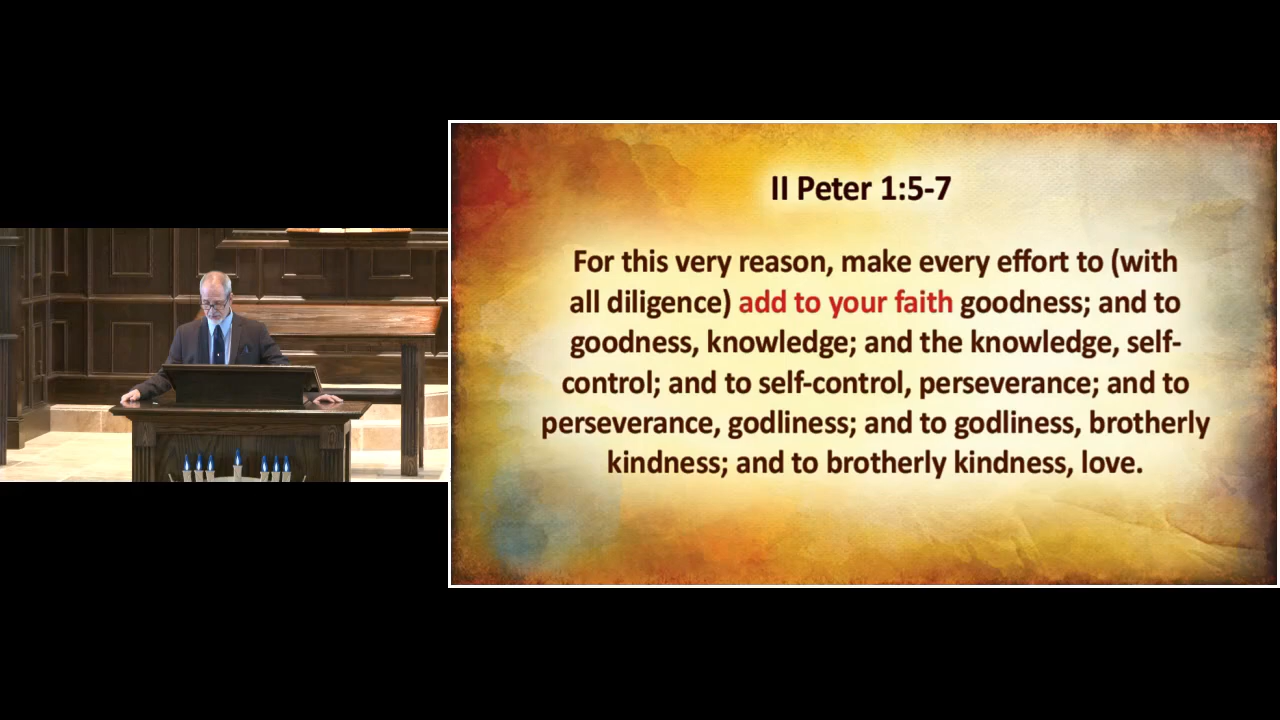 II Peter 1:5-7
For this very reason, make every effort to (with
all diligence) add to your faith goodness; and to
goodness, knowledge; and the knowledge, self-
control; and to self-control, perseverance; and to
perseverance, godliness; and to godliness, brotherly
kindness; and to brotherly kindness, love.